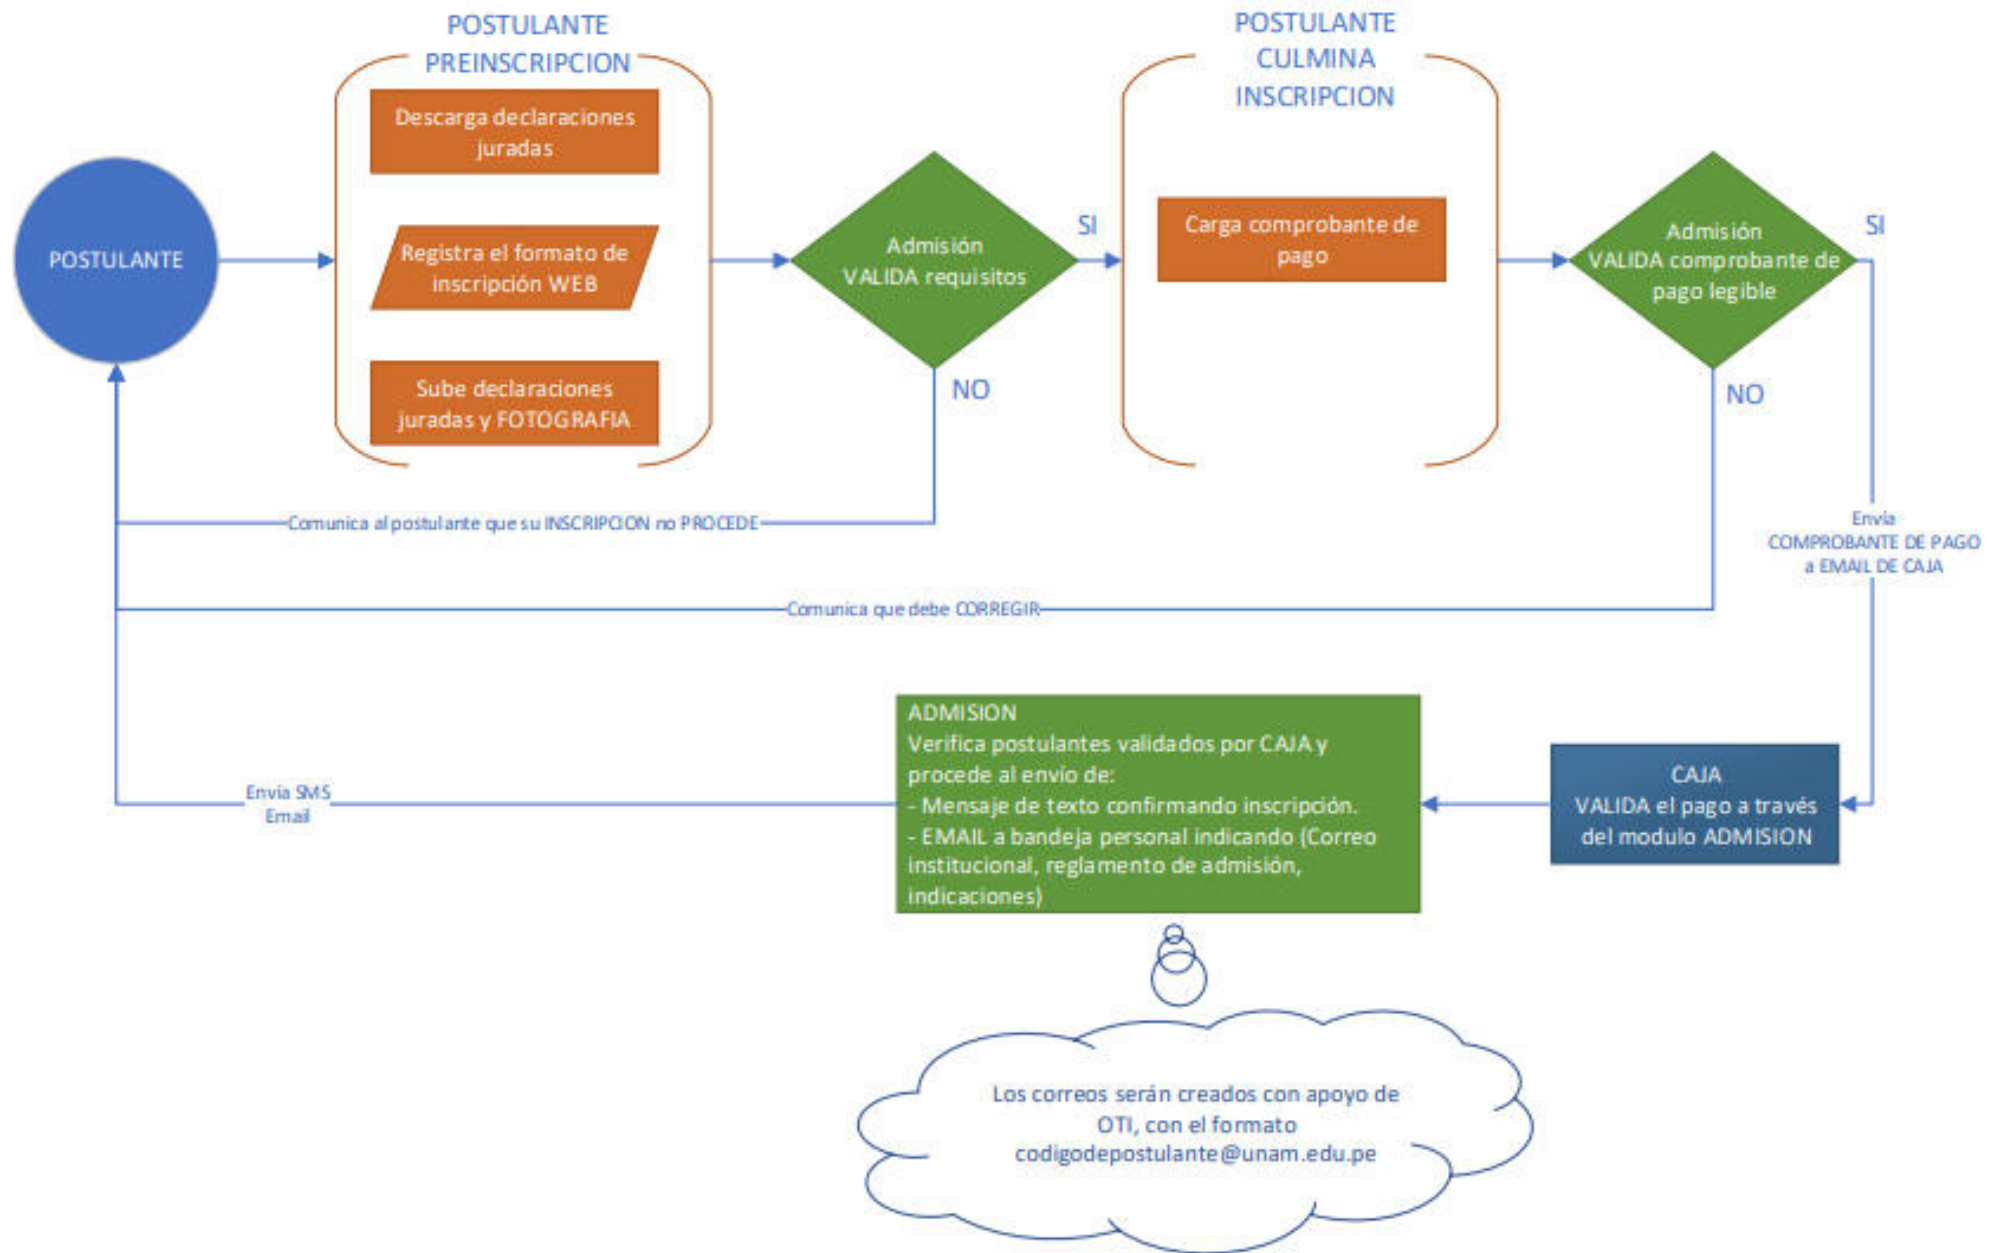 POSTULANTE
PREINSCRIPCION
Descarga declaraciones
juradas
Registra el formato de
inscripción WEB
Sube declaraciones
juradas y FOTOGRAFIA
POSTULANTE
Admisión
VALIDA requisitos
SI
NO
POSTULANTE
CULMINA
INSCRIPCION
Carga comprobante de
pago
Admisión
VALIDA comprobante de
pago legible
SI
NO
Comunica al postulante que su INSCRIPCION no PROCEDE
Comunica que debe CORREGIR
Envía
COMPROBANTE DE PAGO
a EMAIL DE CAJA
CAJA
VALIDA el pago a través
del modulo ADMISION
ADMISION
Verifica postulantes validados por CAJA y
procede al envío de:
- Mensaje de texto confirmando inscripción.
- EMAIL a bandeja personal indicando (Correo
institucional, reglamento de admisión,
indicaciones)
Envía SMS
Email
Los correos serán creados con apoyo de
OTI, con el formato
codigodepostulante@unam.edu.pe